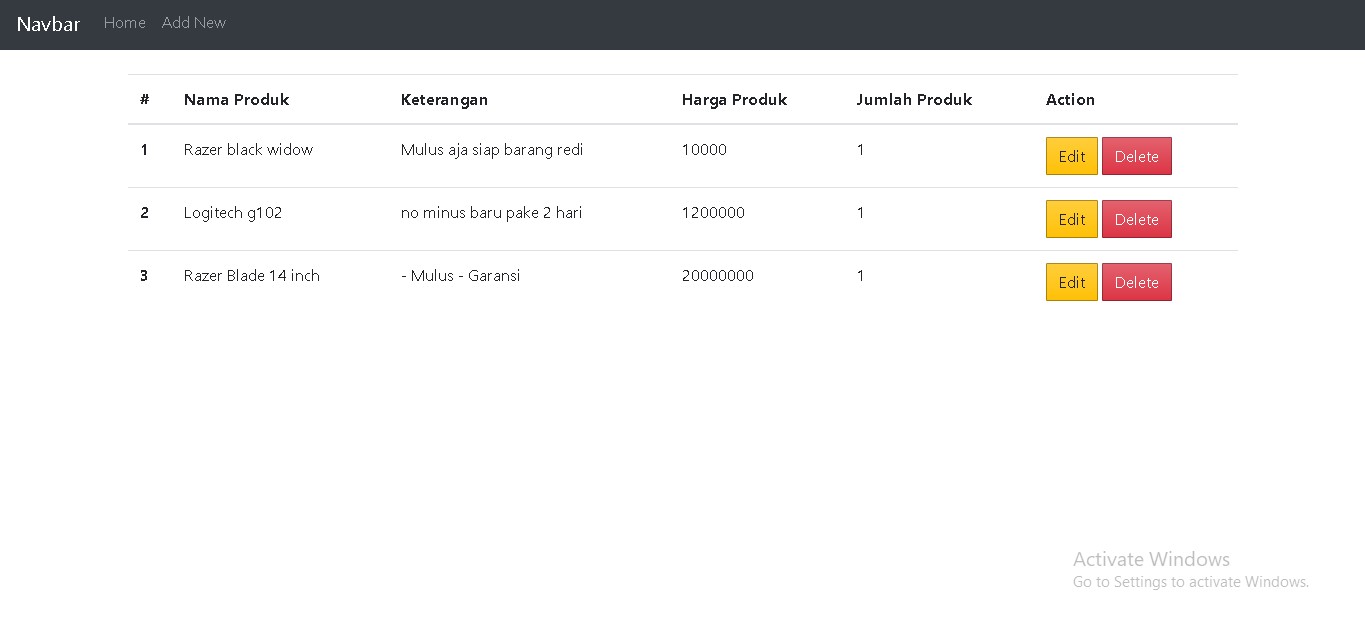 Navbar Home Add New
# Nama Produk Keterangan Harga Produk Jumlah Produk Action
1 Razer black widow Mulus aja siap barang redi 10000 1 Edit Delete
2 Logitech g102 no minus baru pake 2 hari 1200000 1 Edit Delete
3 Razer Blade 14 inch - Mulus - Garansi 20000000 1 Edit Delete
Activate Windows
Go to Settings to activate Windows.